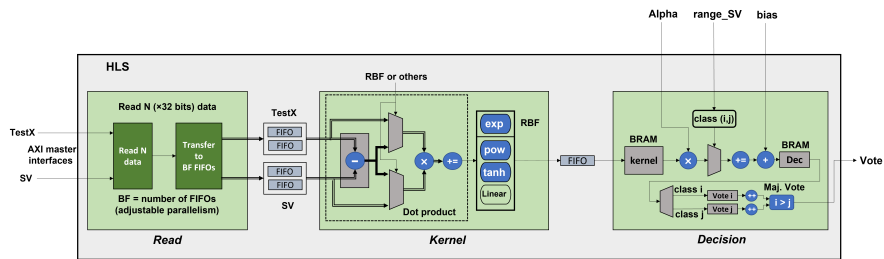 Alpha
range_SV
bias
HLS
RBF or others
Read N (×32 bits) data
TestX
TestX
AXI master
interfaces
SV
Read N
data
Transfer
to
BF FIFOs
BF = number of FIFOs
(adjustable parallelism)
Read
FIFO
FIFO
FIFO
FIFO
SV
−
×
+=
Dot product
Kernel
exp
pow
tanh
Linear
RBF
FIFO
BRAM
kernel
×
class (i,j)
+=
+
BRAM
Dec
class i
Vote i
++
class j
Vote j
++
Maj. Vote
i > j
Decision
Vote